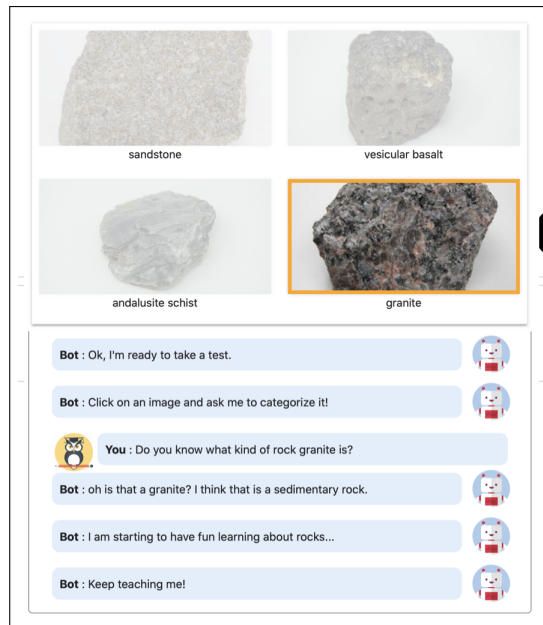 sandstone
vesicular basalt
andalusite schist
granite
Bot : Ok, I'm ready to take a test.
Bot : Click on an image and ask me to categorize it!
You : Do you know what kind of rock granite is?
Bot : oh is that a granite? I think that is a sedimentary rock.
Bot : I am starting to have fun learning about rocks...
Bot : Keep teaching me!